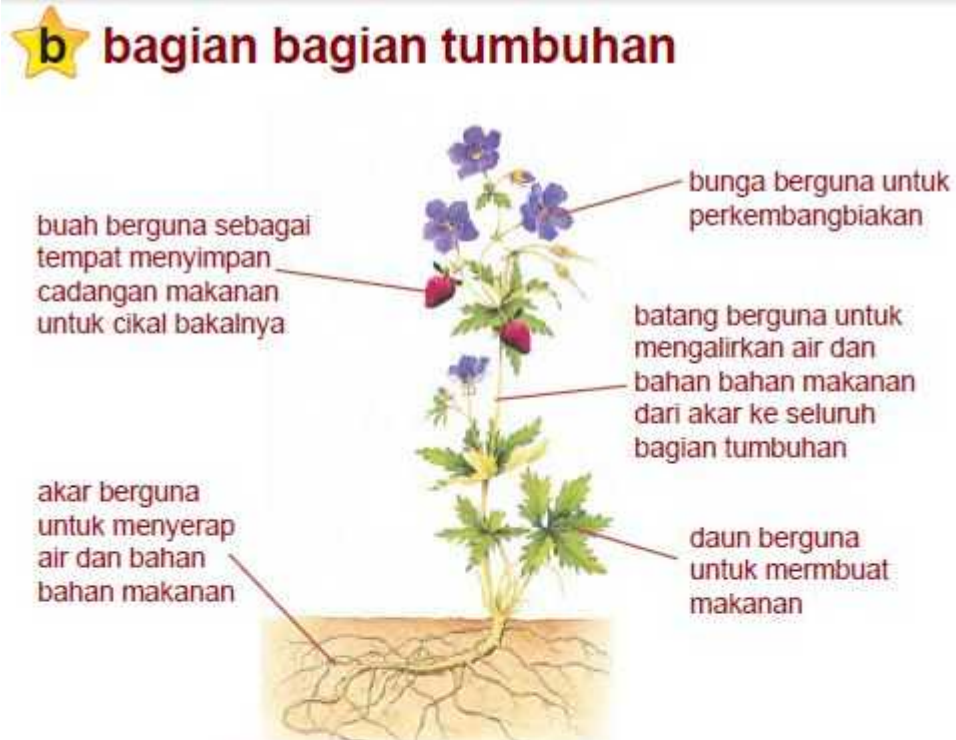 b bagian bagian tumbuhan
buah berguna sebagai
tempat menyimpan
cadangan makanan
untuk cikal bakalnya
bunga berguna untuk
perkembangbiakan
batang berguna untuk
mengalirkan air dan
bahan bahan makanan
dari akar ke seluruh
bagian tumbuhan
akar berguna
untuk menyerap
air dan bahan
bahan makanan
daun berguna
untuk mermbuat
makanan